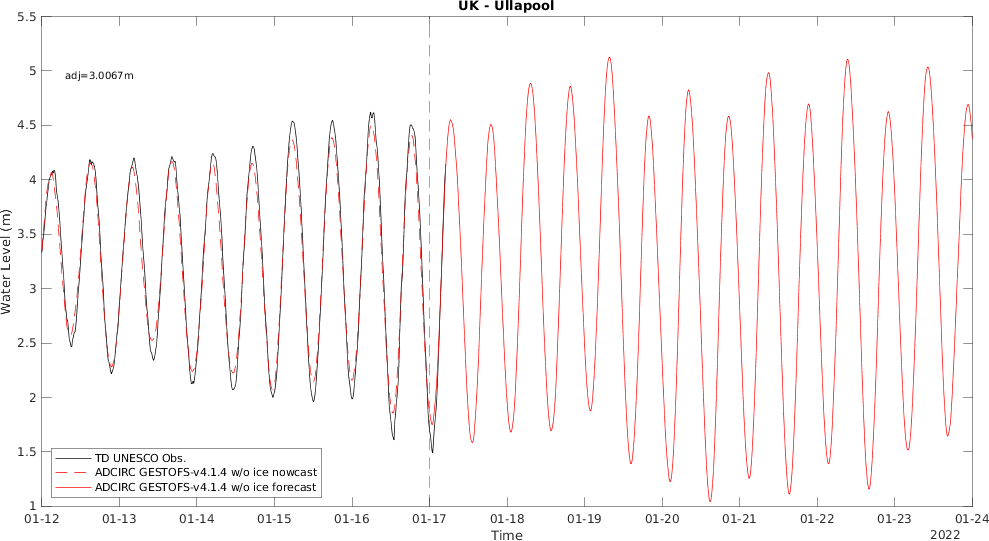 UK - Ullapool
5.5
5
4.5
4
3.5
3
2.5
2
1.5
1
Water Level (m)
adj=3.0067m
TD UNESCO Obs.
ADCIRC GESTOFS-v4.1.4 w/o ice nowcast
ADCIRC GESTOFS-v4.1.4 w/o ice forecast
01-12 01-13 01-14 01-15 01-16 01-17 01-18 01-19 01-20 01-21 01-22 01-23 01-24
Time
2022